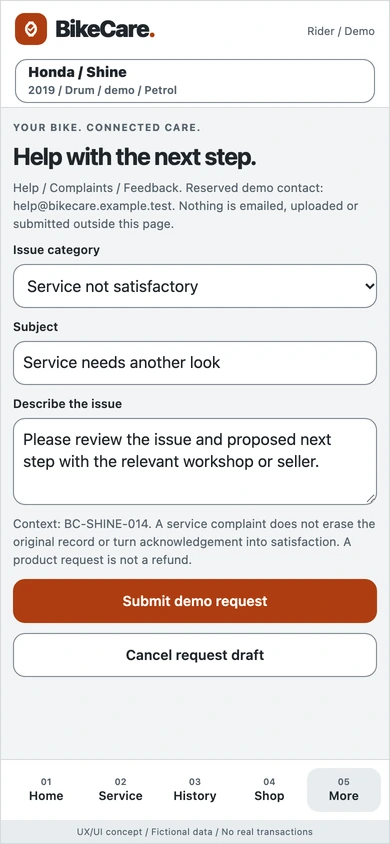 BikeCare.
Rider / Demo
Honda / Shine
2019 / Drum / demo / Petrol
YOUR BIKE. CONNECTED CARE.
Help with the next step.
Help / Complaints / Feedback. Reserved demo contact:
help@bikecare.example.test. Nothing is emailed, uploaded or
submitted outside this page.
Issue category
Service not satisfactory
Subject
Service needs another look
Describe the issue
Please review the issue and proposed next
step with the relevant workshop or seller.
Context: BC-SHINE-014. A service complaint does not erase the
original record or turn acknowledgement into satisfaction. A
product request is not a refund.
Submit demo request
Cancel request draft
01
Home
02
Service
03
History
04
Shop
05
More
UX/UI concept / Fictional data / No real transactions